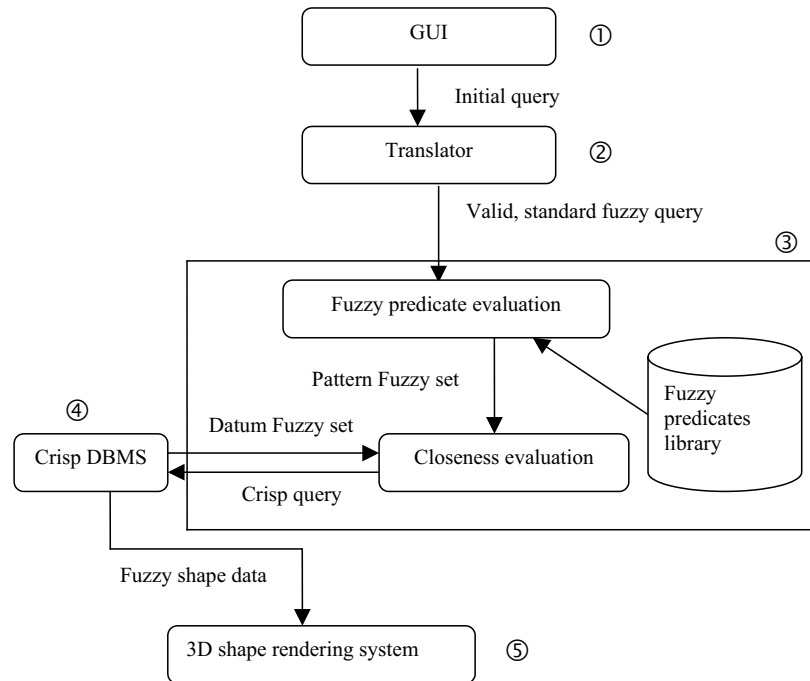 GUI
①
Initial query
Translator
②
Valid, standard fuzzy query
③
Fuzzy predicate evaluation
Pattern Fuzzy set
Fuzzy
predicates
library
④
Datum Fuzzy set
Crisp DBMS
Closeness evaluation
Crisp query
Fuzzy shape data
3D shape rendering system
⑤